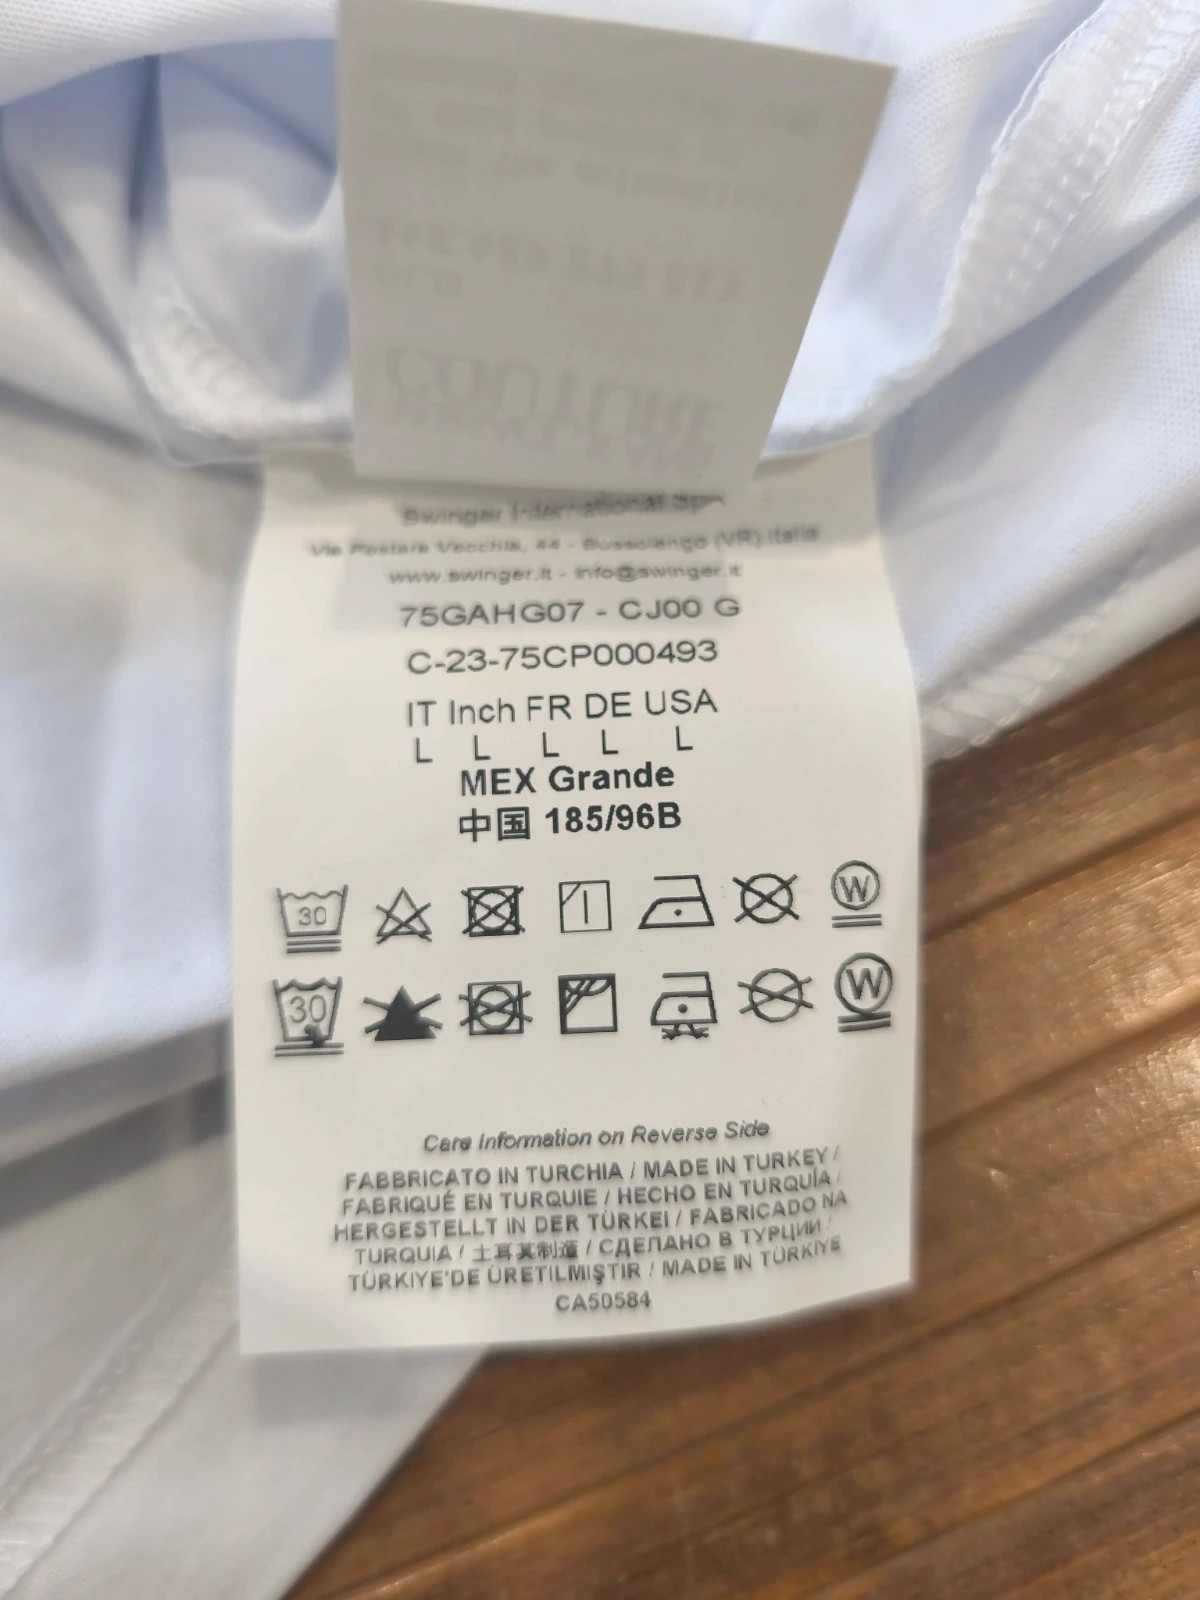 Swinger International SpA
Via Postara Vecchia, 44 - Bussolengo (VR) Italia
www.swinger.it - info@swinger.it
75GAHG07 - CJ00 G
C-23-75CP000493
IT Inch FR DE USA
L L L L L
MEX Grande
中国 185/96B
30 W
30 W
Care Information on Reverse Side
FABBRICATO IN TURCHIA / MADE IN TURKEY /
FABRIQUÉ EN TURQUIE / HECHO EN TURQUÍA /
HERGESTELLT IN DER TÜRKEI / FABRICADO NA
TURQUIA / 土耳其制造 / СДЕЛАНО В ТУРЦИИ /
TÜRKIYE'DE ÜRETILMIŞTIR / MADE IN TÜRKIYE
CA50584